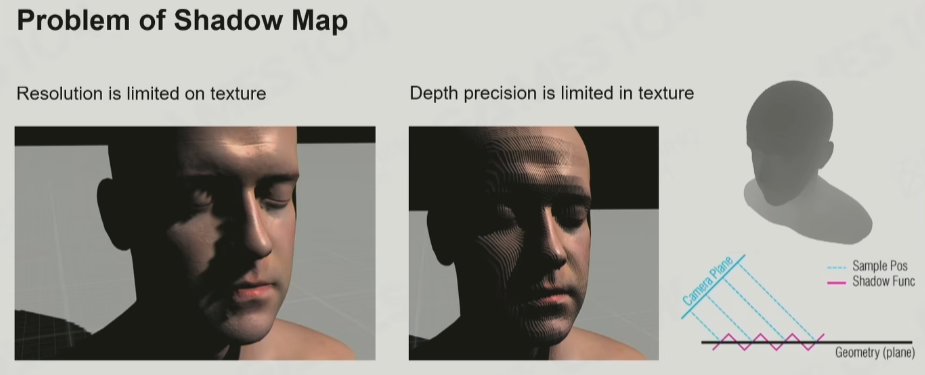 Problem of Shadow Map
Resolution is limited on texture
Depth precision is limited in texture
Camera Plane
Sample Pos
Shadow Func
Geometry (plane)